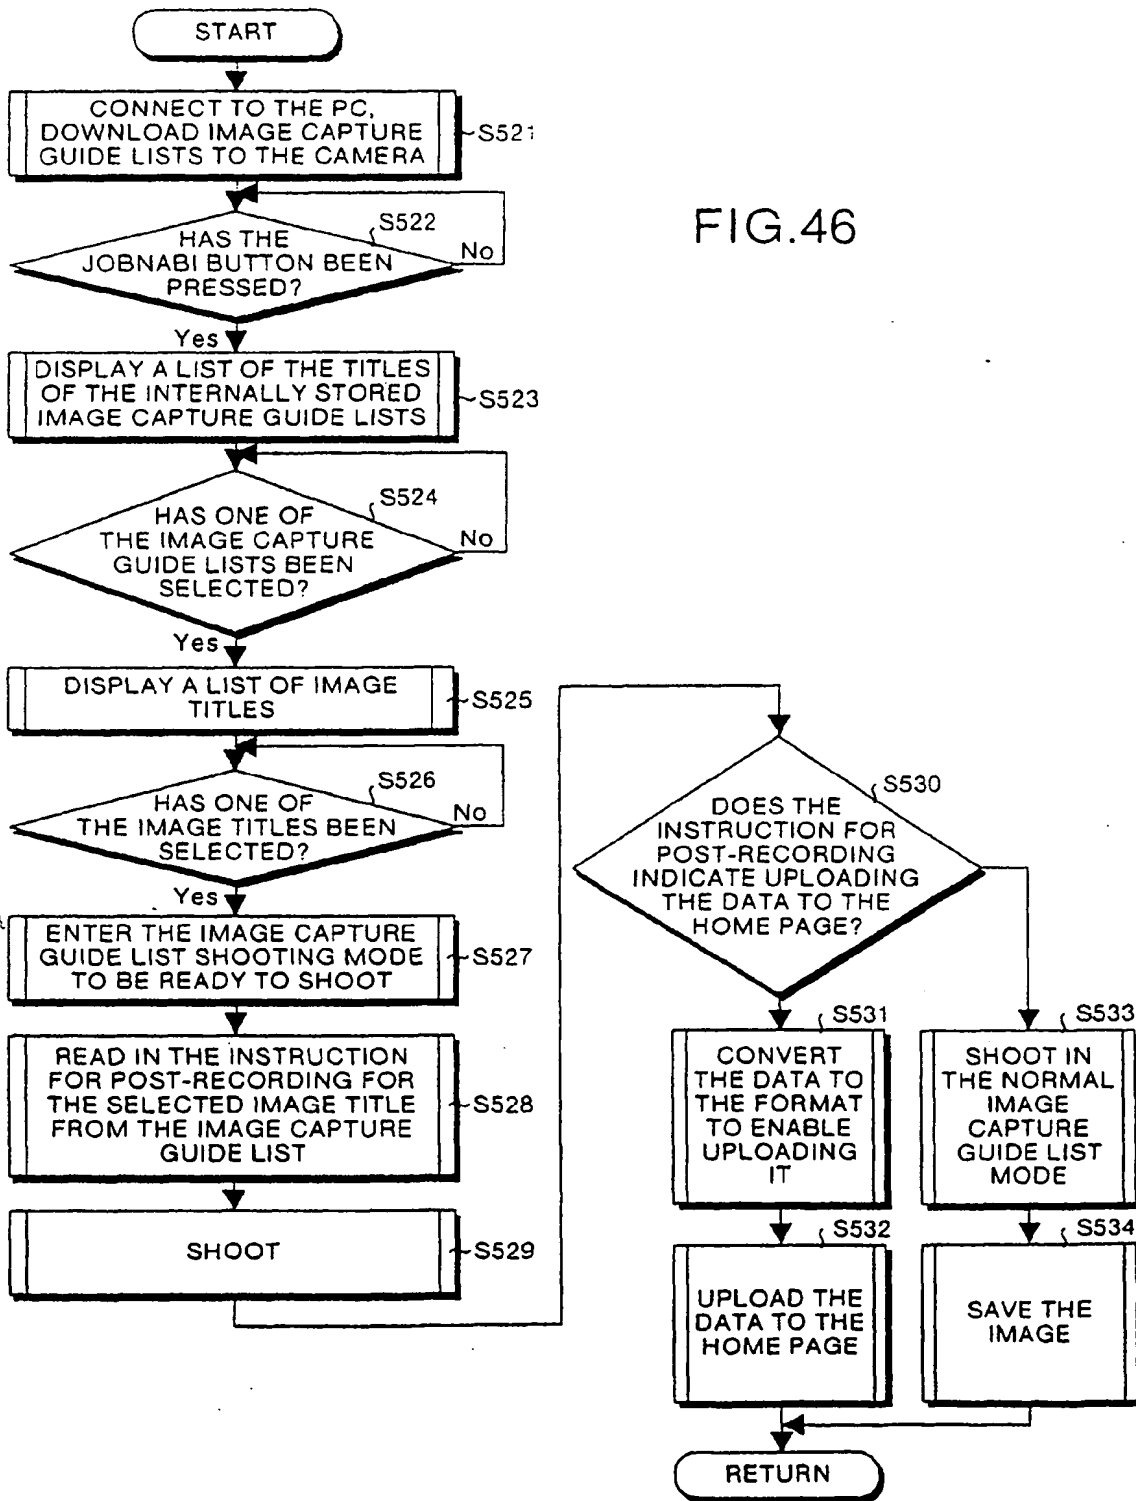 START
CONNECT TO THE PC,
DOWNLOAD IMAGE CAPTURE
GUIDE LISTS TO THE CAMERA
S521
S522
HAS THE
JOBNABI BUTTON BEEN
PRESSED?
No
Yes
DISPLAY A LIST OF THE TITLES
OF THE INTERNALLY STORED
IMAGE CAPTURE GUIDE LISTS
S523
S524
HAS ONE OF
THE IMAGE CAPTURE
GUIDE LISTS BEEN
SELECTED?
No
Yes
DISPLAY A LIST OF IMAGE
TITLES
S525
S526
HAS ONE OF
THE IMAGE TITLES BEEN
SELECTED?
No
Yes
ENTER THE IMAGE CAPTURE
GUIDE LIST SHOOTING MODE
TO BE READY TO SHOOT
S527
READ IN THE INSTRUCTION
FOR POST-RECORDING FOR
THE SELECTED IMAGE TITLE
FROM THE IMAGE CAPTURE
GUIDE LIST
S528
SHOOT
S529
FIG.46
S530
DOES THE
INSTRUCTION FOR
POST-RECORDING
INDICATE UPLOADING
THE DATA TO THE
HOME PAGE?
S531
CONVERT
THE DATA TO
THE FORMAT
TO ENABLE
UPLOADING
IT
S533
SHOOT IN
THE NORMAL
IMAGE
CAPTURE
GUIDE LIST
MODE
S532
UPLOAD THE
DATA TO THE
HOME PAGE
S534
SAVE THE
IMAGE
RETURN